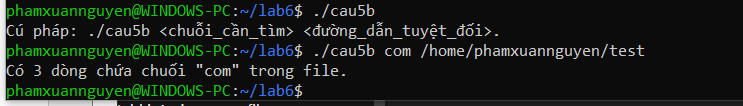 phamxuannguyen@WINDOWS-PC:~/lab6$ ./cau5b
Cú pháp: ./cau5b <chuỗi_cần_tìm> <đường_dẫn_tuyệt_đối>.
phamxuannguyen@WINDOWS-PC:~/lab6$ ./cau5b com /home/phamxuannguyen/test
Có 3 dòng chứa chuối "com" trong file.
phamxuannguyen@WINDOWS-PC:~/lab6$